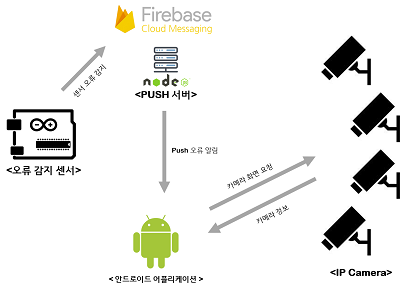 Firebase
Cloud Messaging
node
JS
<PUSH 서버>
센서 오류 감지
<오류 감지 센서>
Push 오류 알림
카메라 화면 요청
카메라 정보
< 안드로이드 어플리케이션 >
<IP Camera>